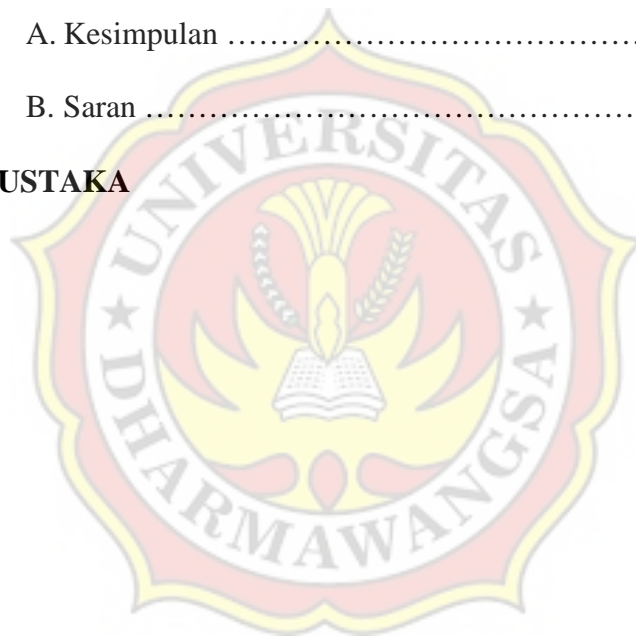 A. Kesimpulan ………………………………………
B. Saran ………………………………………………
USTAKA
UNIVERSITAS
★ DHARMAWANGSA ★